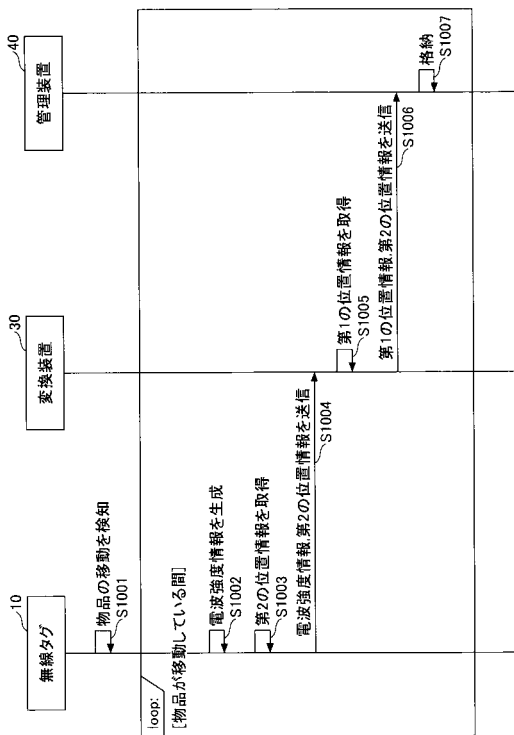 無線タグ
10
変換装置
30
管理装置
40
物品の移動を検知
S1001
loop:
[物品が移動している間]
電波強度情報を生成
S1002
第2の位置情報を取得
S1003
電波強度情報,第2の位置情報を送信
S1004
第1の位置情報を取得
S1005
第1の位置情報,第2の位置情報を送信
S1006
格納
S1007